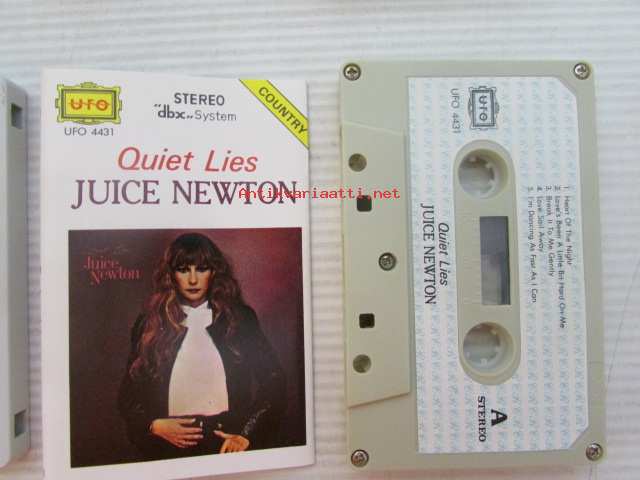 UFO
UFO 4431
STEREO
"dbx" System
COUNTRY
Quiet Lies
JUICE NEWTON
Juice
Newton
Antikvariaatti.net
UFO
UFO 4431
Quiet Lies
JUICE NEWTON
1. Heart Of The Night
2. Love's Been A Little Bit Hard On Me
3. Break It To Me Gently
4. Love Sail Away
5. I'm Dancing As Fast As I Can
A
STEREO